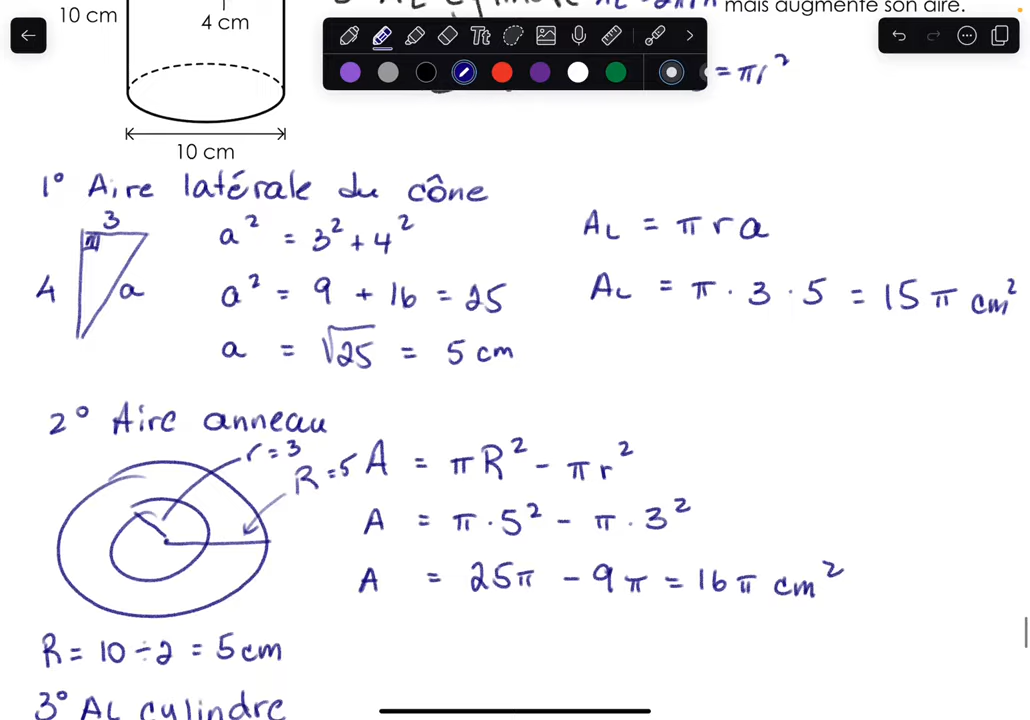 10 cm
4 cm
mais augmente son aire.
= πr²
10 cm
1° Aire latérale du cône
3
4
a
a² = 3² + 4²
a² = 9 + 16 = 25
a = √25 = 5 cm
AL = π r a
AL = π · 3 · 5 = 15 π cm²
2° Aire anneau
r = 3
R = 5
A = πR² - πr²
A = π · 5² - π · 3²
A = 25π - 9π = 16π cm²
R = 10 ÷ 2 = 5 cm
3° AL cylindre